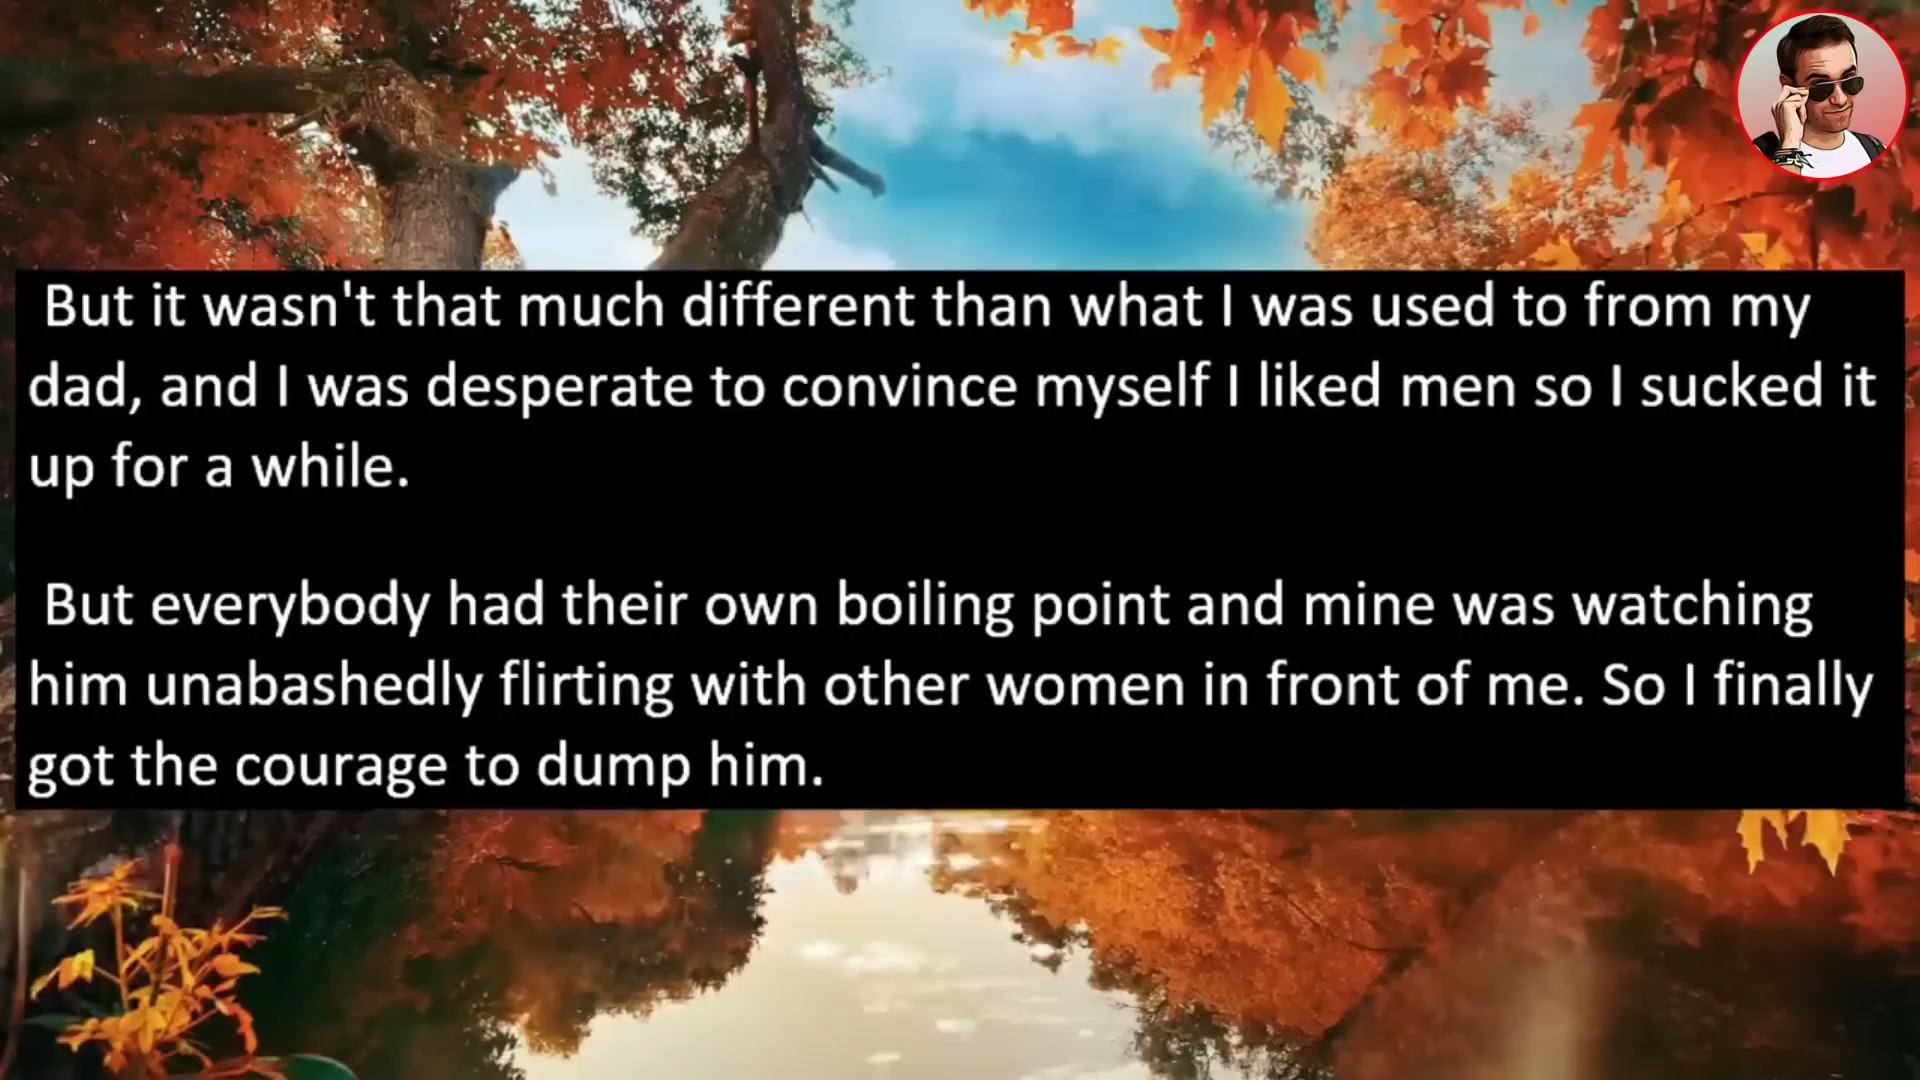 But it wasn't that much different than what I was used to from my
dad, and I was desperate to convince myself I liked men so I sucked it
up for a while.
But everybody had their own boiling point and mine was watching
him unabashedly flirting with other women in front of me. So I finally
got the courage to dump him.